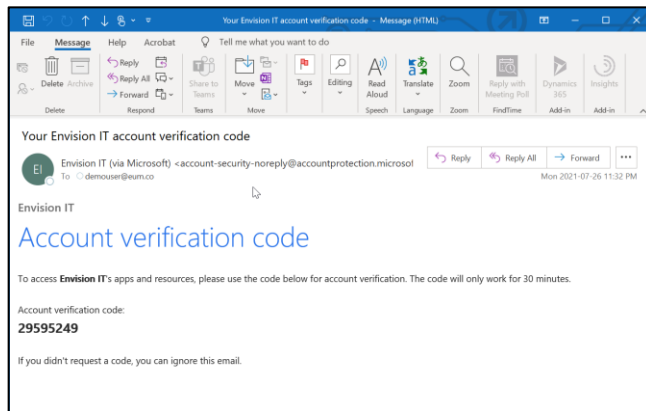 Your Envision IT account verification code - Message (HTML)
File Message Help Acrobat Tell me what you want to do
Delete Archive
Reply
Reply All
Forward
Share to Teams
Move
Tags
Editing
Read Aloud
Translate
Zoom
Reply with Meeting Poll
Dynamics 365
Insights
Delete Respond Teams Move Speech Language Zoom FindTime Add-in Add-in
Your Envision IT account verification code
EI
Envision IT (via Microsoft) <account-security-noreply@accountprotection.microsof
To demouser@eum.co
Reply Reply All Forward
Mon 2021-07-26 11:32 PM
Envision IT
Account verification code
To access Envision IT's apps and resources, please use the code below for account verification. The code will only work for 30 minutes.
Account verification code:
29595249
If you didn't request a code, you can ignore this email.